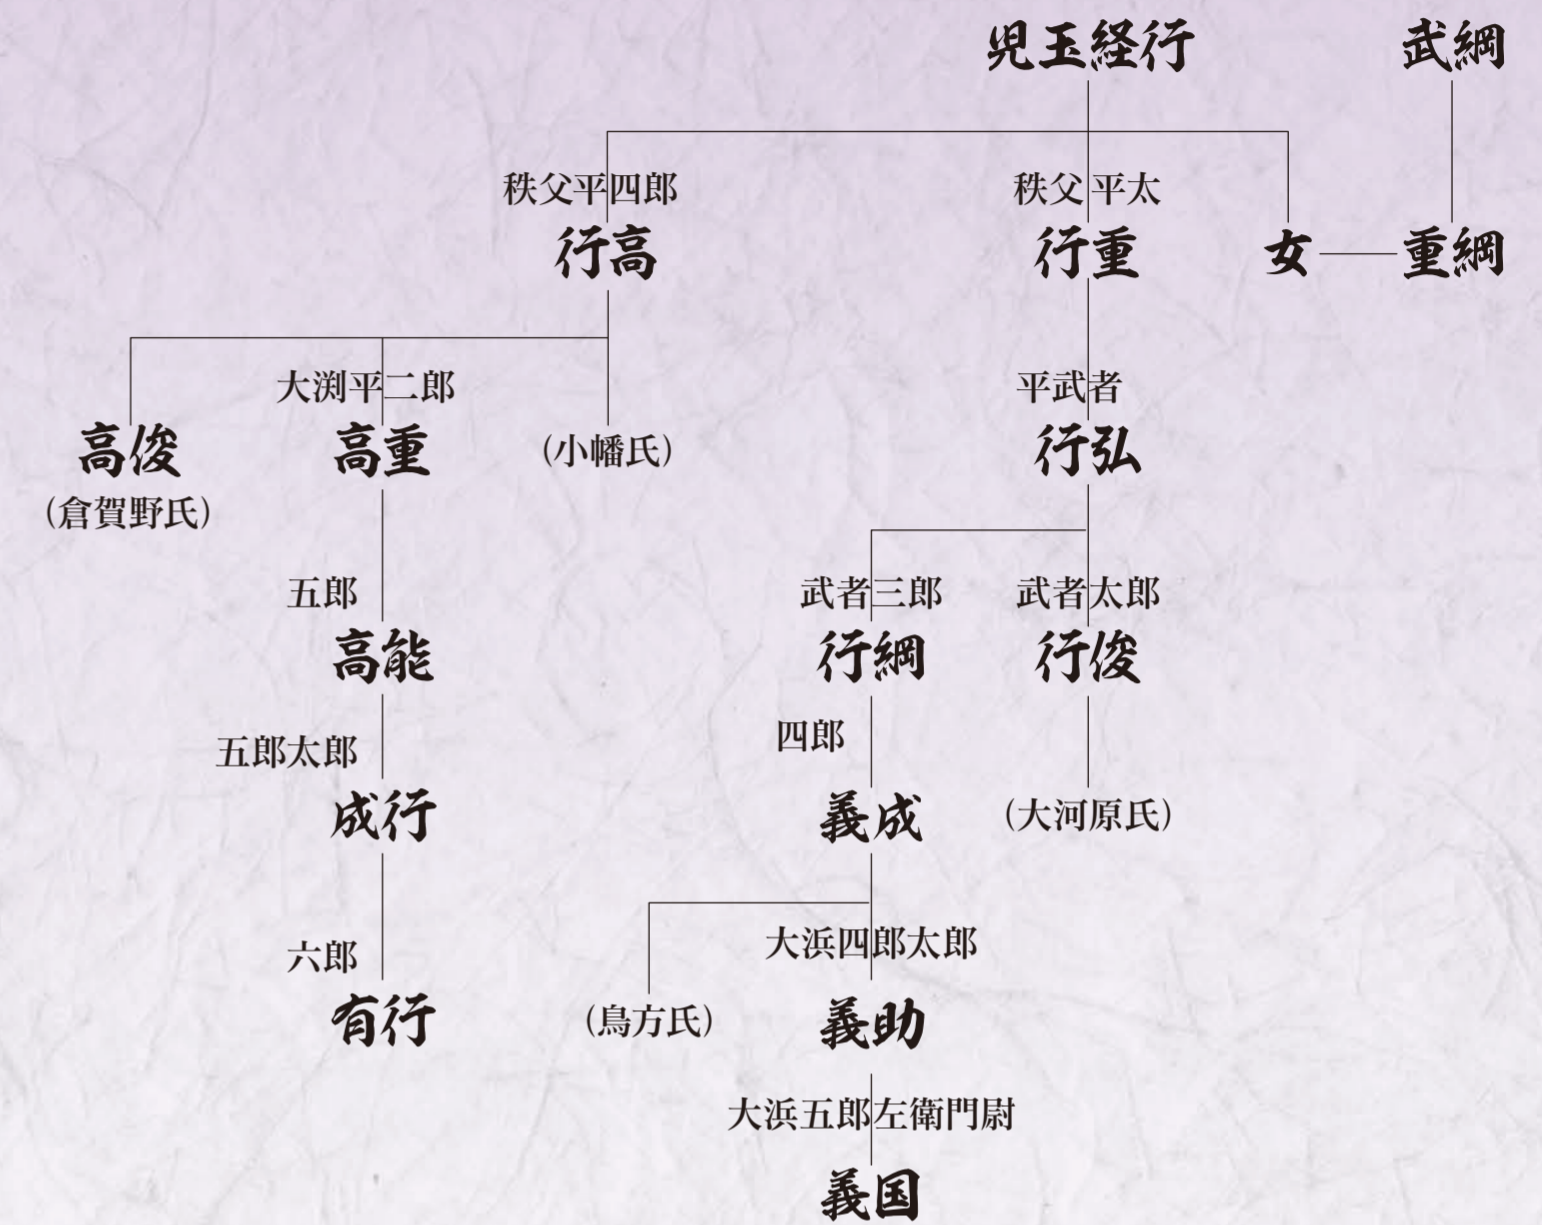 児玉経行
武綱
秩父平四郎
行高
秩父平太
行重
女
重綱
大渕平二郎
高俊
(倉賀野氏)
高重
(小幡氏)
平武者
行弘
五郎
高能
武者三郎
行綱
武者太郎
行俊
五郎太郎
成行
四郎
義成
(大河原氏)
六郎
有行
(鳥方氏)
大浜四郎太郎
義助
大浜五郎左衛門尉
義国